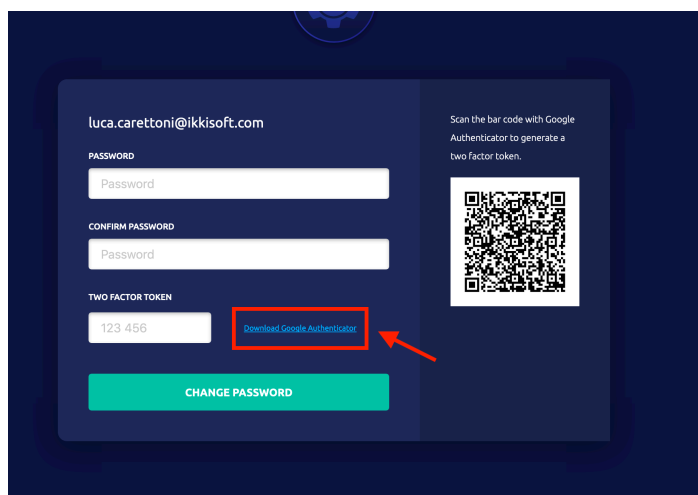 luca.carettoni@ikkisoft.com
PASSWORD
Password
CONFIRM PASSWORD
Password
TWO FACTOR TOKEN
123 456
Download Google Authenticator
CHANGE PASSWORD
Scan the bar code with Google
Authenticator to generate a
two factor token.